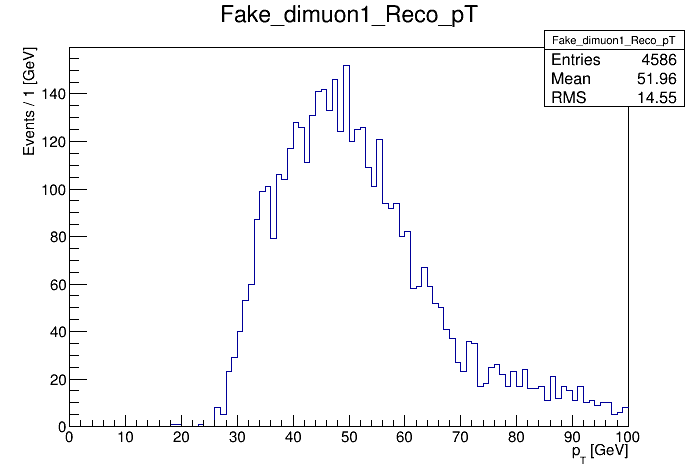 Fake_dimuon1_Reco_pT
Fake_dimuon1_Reco_pT
Entries 4586
Mean 51.96
RMS 14.55
Events / 1 [GeV]
140
120
100
80
60
40
20
0
0 10 20 30 40 50 60 70 80 90 100
p_T [GeV]